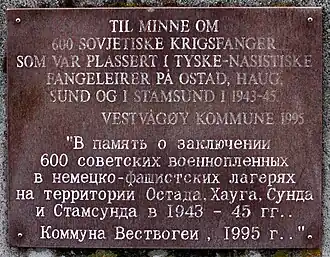 TIL MINNE OM
600 SOVJETISKE KRIGSFANGER
SOM VAR PLASSERT I TYSKE-NASISTISKE
FANGELEIRER PÅ OSTAD, HAUG,
SUND OG I STAMSUND I 1943-45.
VESTVÅGØY KOMMUNE 1995
"В память о заключении
600 советских военнопленных
в немецко-фашистских лагерях
на территории Остада, Хауга, Сунда
и Стамсунда в 1943 - 45 гг..
Коммуна Вествогеи, 1995 г.."